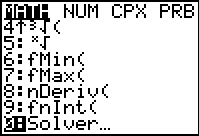 MATH NUM CPX PRB
4↑³√(
5:ˣ√
6:fMin(
7:fMax(
8:nDeriv(
9:fnInt(
0:Solver…